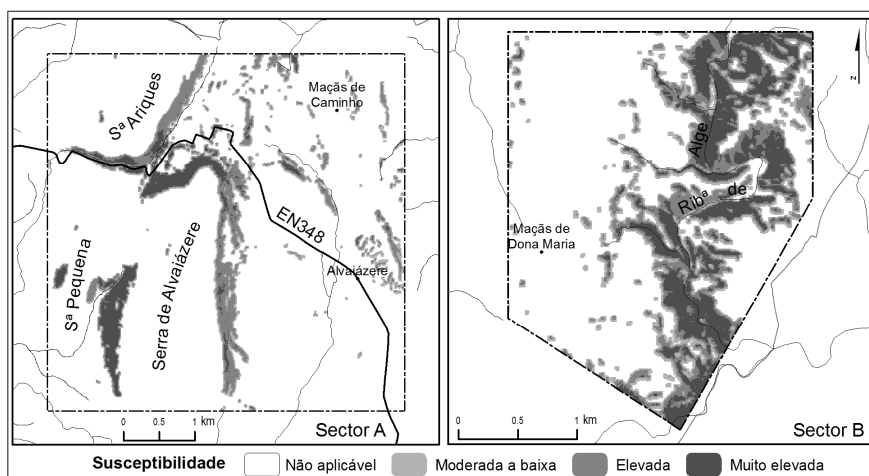 Sª Ariques
Maçãs de
Caminho
EN348
Alvaiázere
Sª Pequena
Serra de Alvaiázere
0 0.5 1 km
Sector A
z
Alge
Ribª de
Maçãs de
Dona Maria
0 0.5 1 km
Sector B
Susceptibilidade Não aplicável Moderada a baixa Elevada Muito elevada